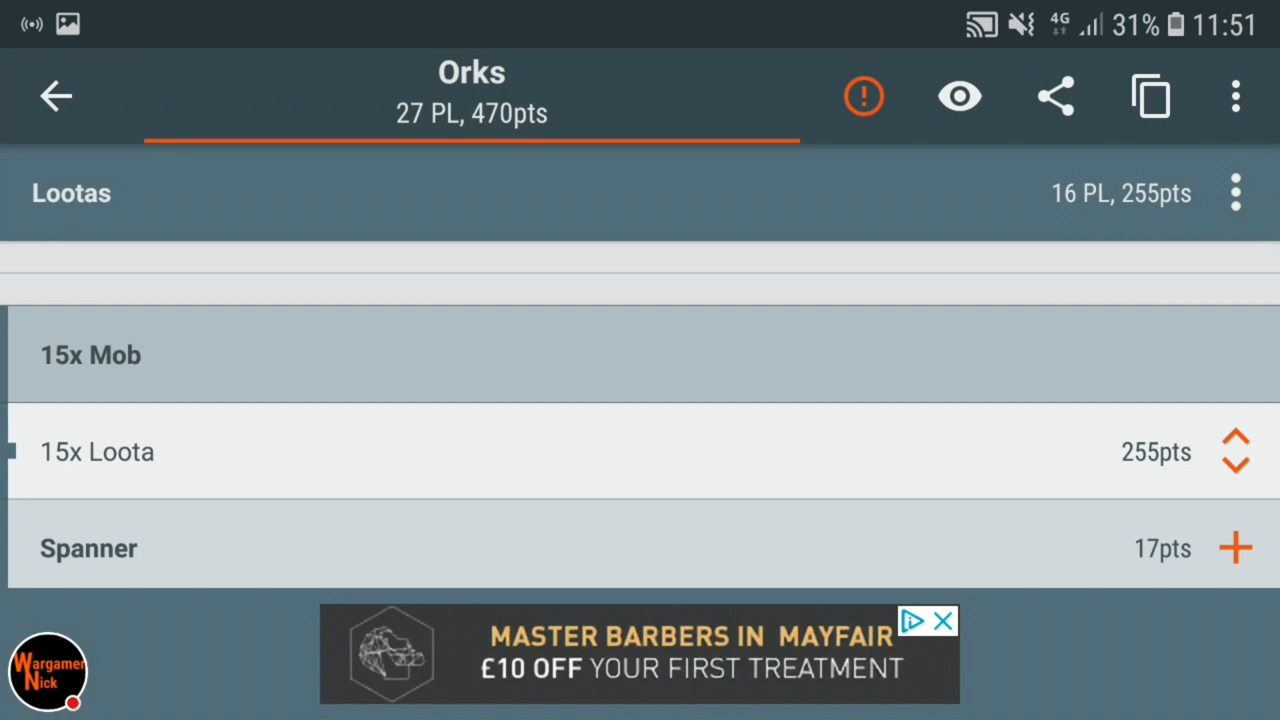 4G 31% 11:51
Orks
27 PL, 470pts
Lootas 16 PL, 255pts
15x Mob
15x Loota 255pts
Spanner 17pts
MASTER BARBERS IN MAYFAIR
£10 OFF YOUR FIRST TREATMENT
Wargamer
Nick